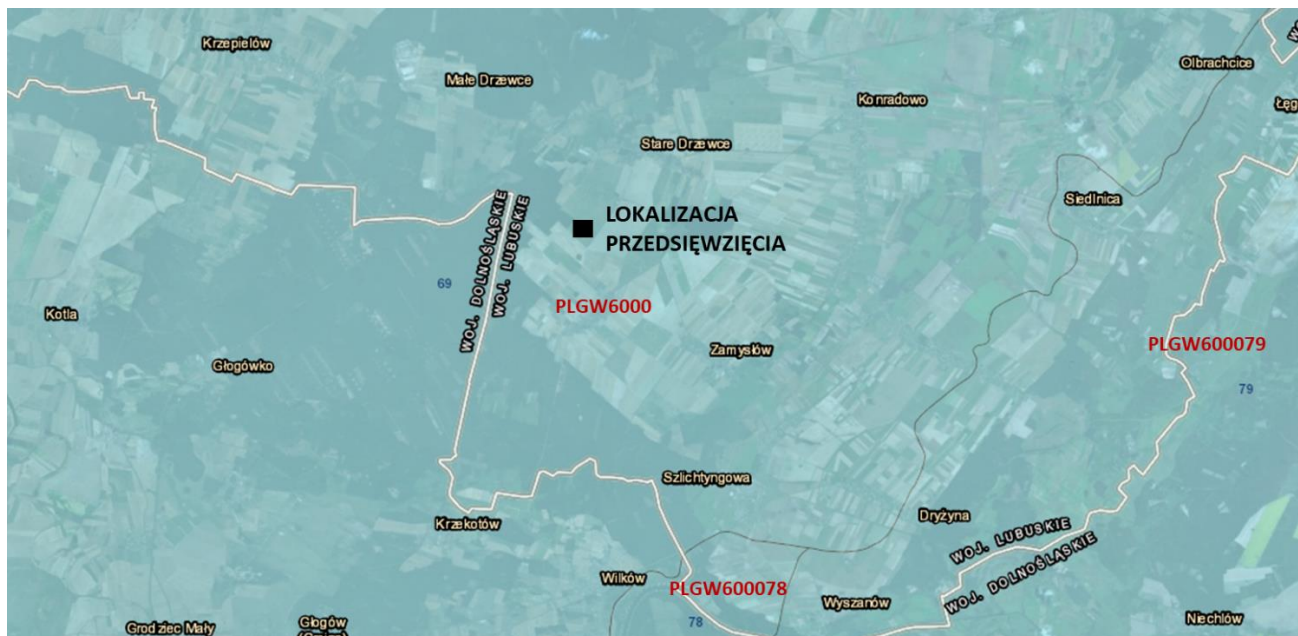 Krzepielów
Małe Drzewce
Olbrachcice
Konradowo
Stare Drzewce
Siedlnica
LOKALIZACJA
PRZEDSIĘWZIĘCIA
WOJ. DOLNOŚLĄSKIE
WOJ. LUBUSKIE
69
PLGW6000
Kotla
Głogówko
Zamysłów
PLGW600079
79
Szlichtyngowa
Krzekotów
Dryżyna
WOJ. LUBUSKIE
WOJ. DOLNOŚLĄSKIE
Wilków
PLGW600078
Wyszanów
78
Grodziec Mały
Głogów
Niechlów